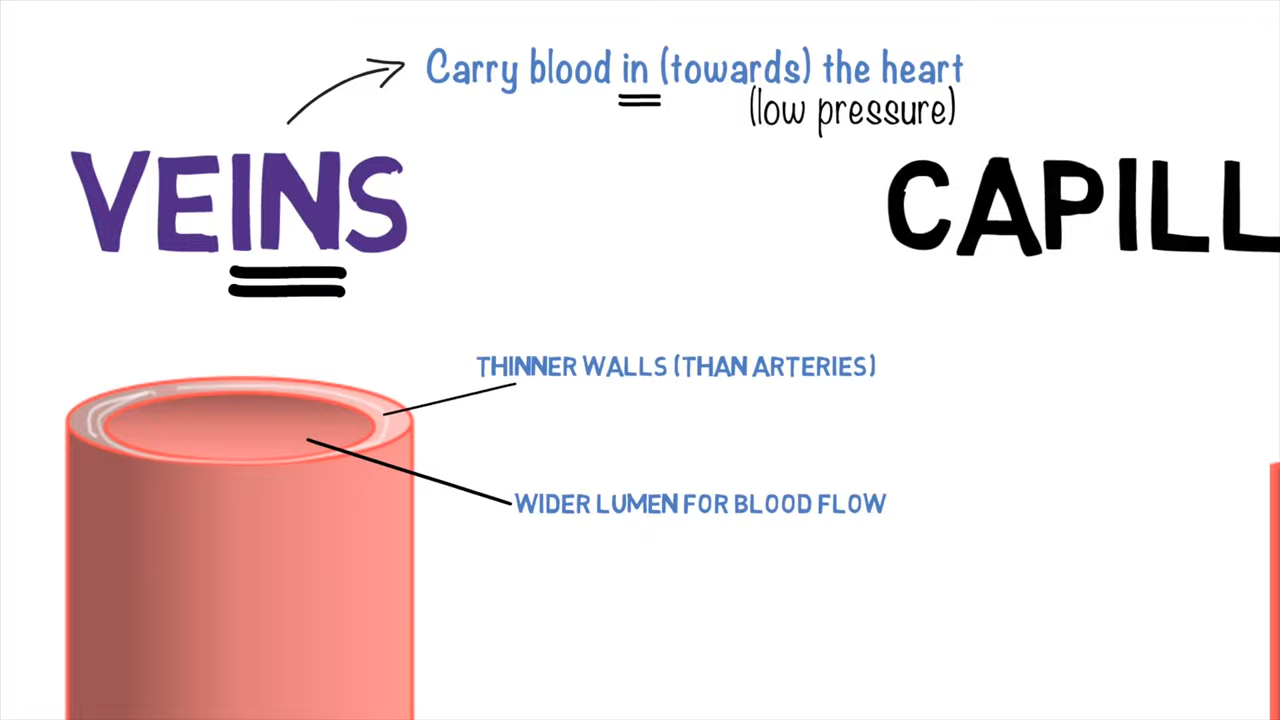 Carry blood in (towards) the heart
(low pressure)
VEINS
CAPILL
THINNER WALLS (THAN ARTERIES)
WIDER LUMEN FOR BLOOD FLOW